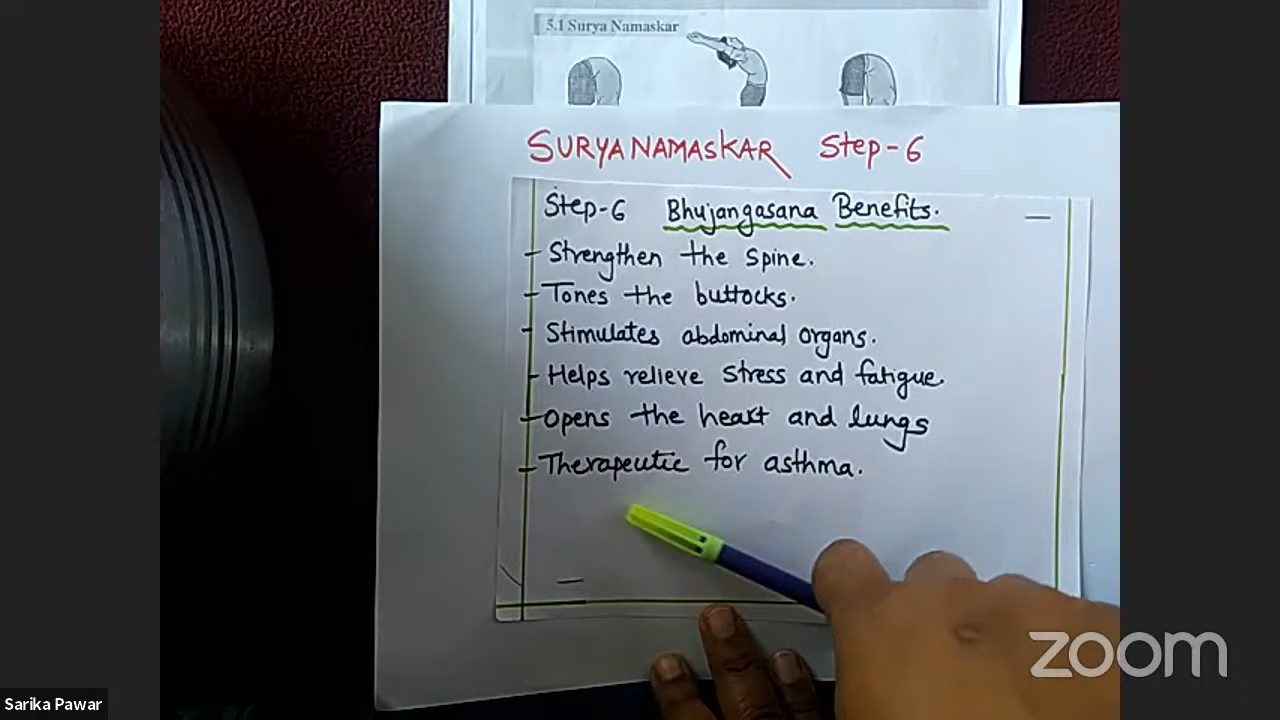 5.1 Surya Namaskar
SURYANAMASKAR Step-6
Step-6 Bhujangasana Benefits.
- Strengthen the spine.
- Tones the buttocks.
- Stimulates abdominal organs.
- Helps relieve stress and fatigue.
- Opens the heart and lungs
- Therapeutic for asthma.
zoom
Sarika Pawar